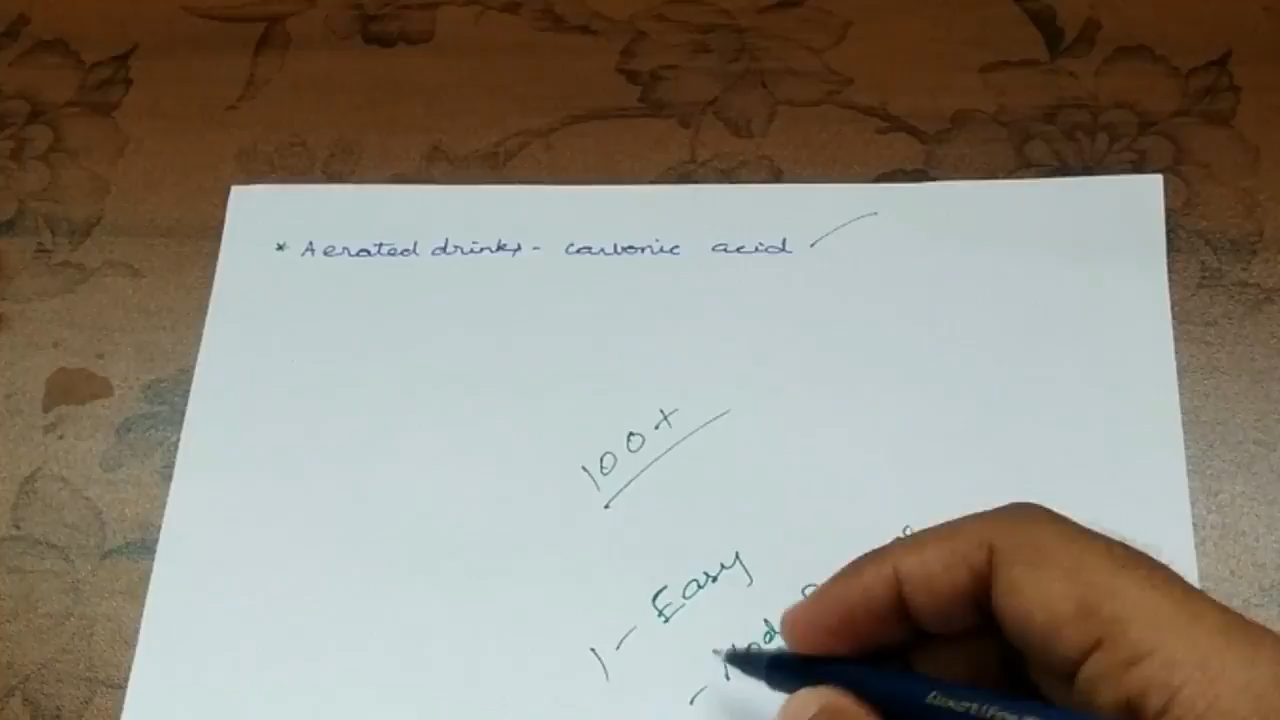 * Aerated drinks - carbonic acid
100+
1- Easy